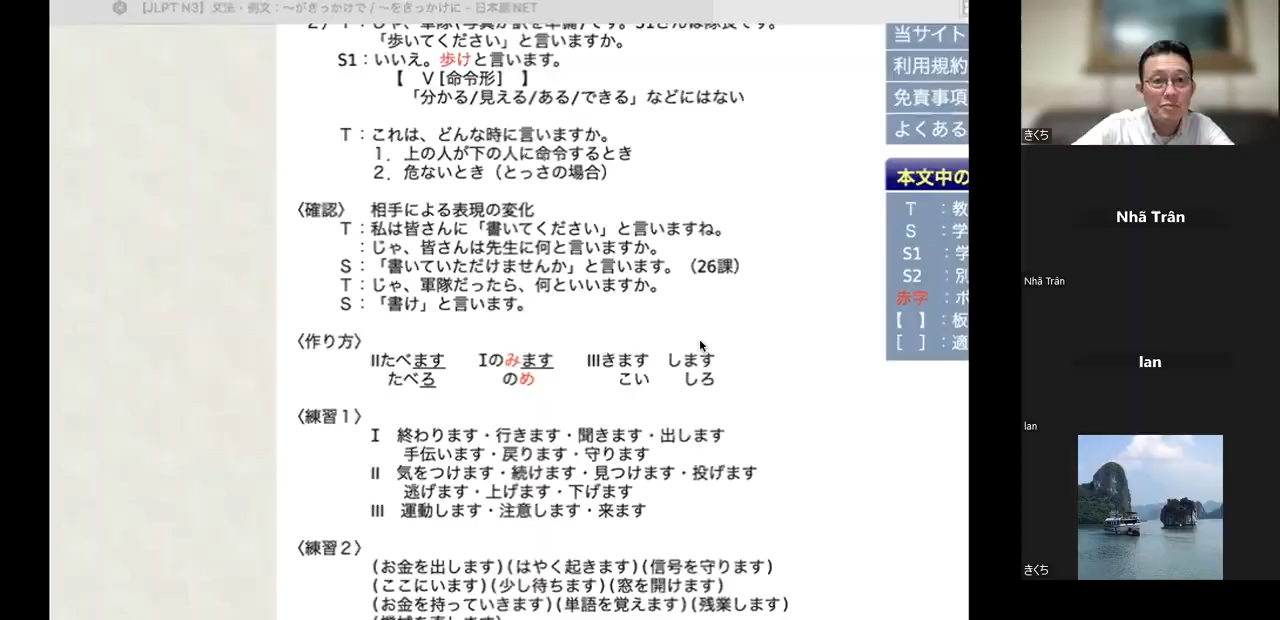 【JLPT N3】文法・例文：〜がきっかけで / 〜をきっかけに – 日本語NET
「歩いてください」と言いますか。
S1：いいえ。歩けと言います。
【　V [命令形]　】
「分かる/見える/ある/できる」などにはない
T：これは、どんな時に言いますか。
1．上の人が下の人に命令するとき
2．危ないとき（とっさの場合）
〈確認〉　相手による表現の変化
T：私は皆さんに「書いてください」と言いますね。
：じゃ、皆さんは先生に何と言いますか。
S：「書いていただけませんか」と言います。（26課）
T：じゃ、軍隊だったら、何といいますか。
S：「書け」と言います。
〈作り方〉
Ⅱたべます　Ⅰのみます　Ⅲきます　します
たべろ　のめ　こい　しろ
〈練習１〉
Ⅰ　終わります・行きます・聞きます・出します
手伝います・戻ります・守ります
Ⅱ　気をつけます・続けます・見つけます・投げます
逃げます・上げます・下げます
Ⅲ　運動します・注意します・来ます
〈練習２〉
(お金を出します)(はやく起きます)(信号を守ります)
(ここにいます)(少し待ちます)(窓を開けます)
(お金を持っていきます)(単語を覚えます)(残業します)
当サイト
利用規約
免責事項
よくある
本文中の
T　：教
S　：学
S1　：学
S2　：別
赤字　：ポ
【　】：板
[　]：適
きくち
Nhã Trân
Nhã Trân
lan
lan
きくち